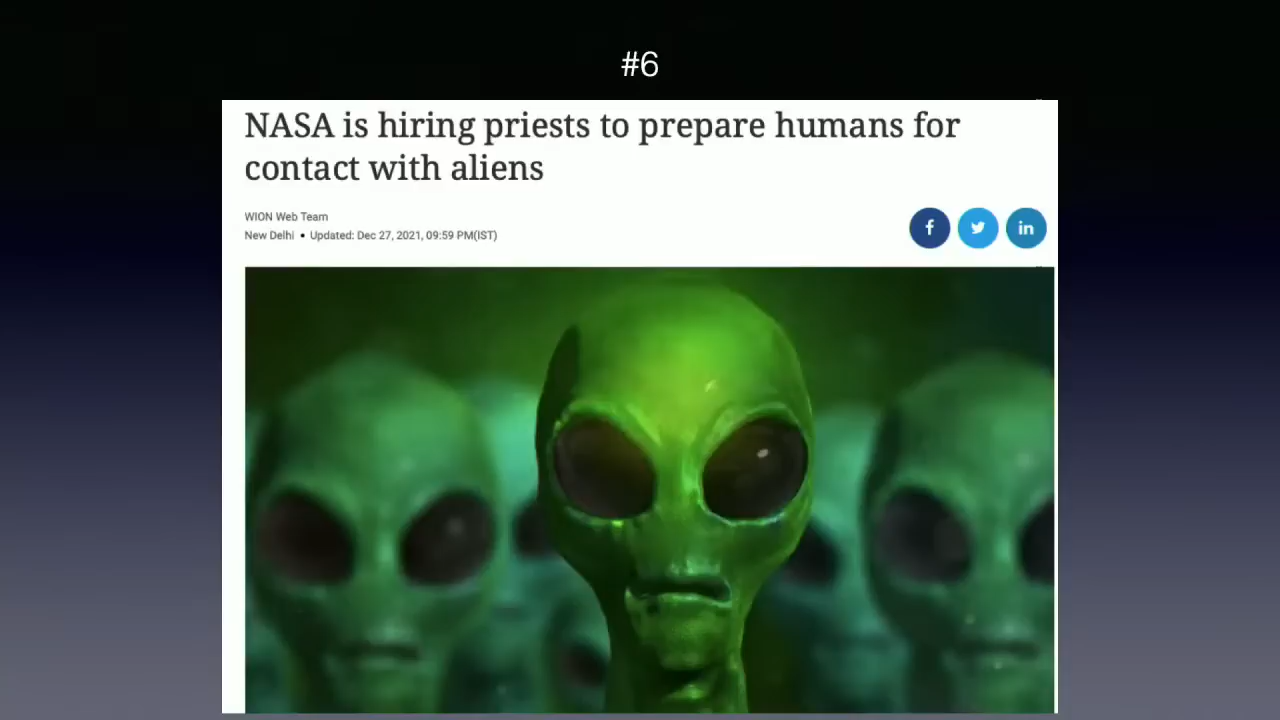 #6
NASA is hiring priests to prepare humans for
contact with aliens
WION Web Team
New Delhi • Updated: Dec 27, 2021, 09:59 PM(IST)
f
in